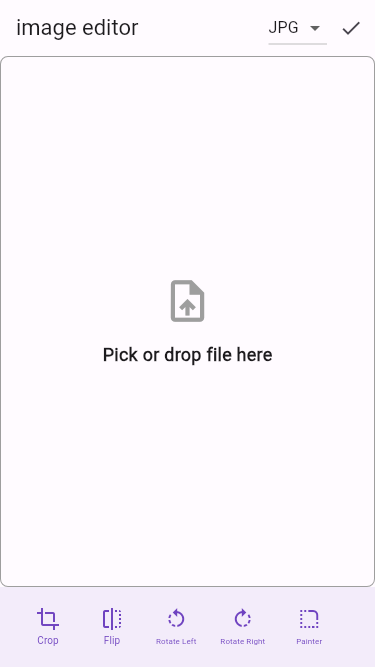 image editor
JPG
Pick or drop file here
Crop
Flip
Rotate Left
Rotate Right
Painter